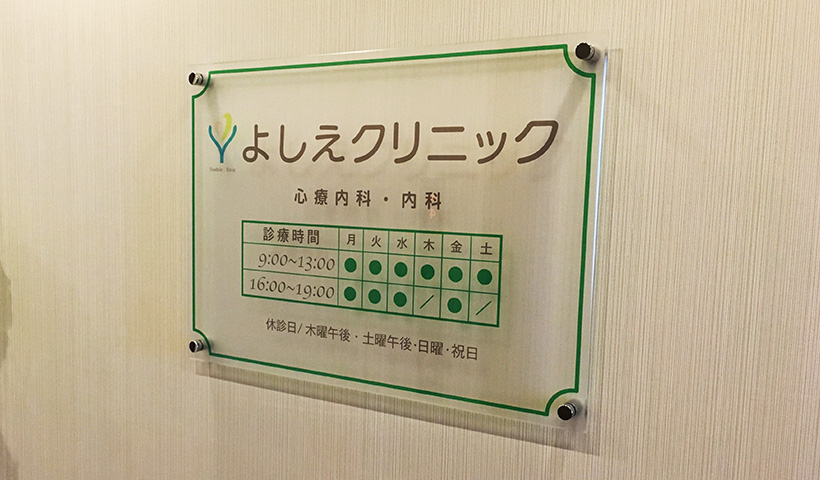 よしえクリニック
心療内科・内科
診療時間 月 火 水 木 金 土
9:00~13:00 ● ● ● ● ● ●
16:00~19:00 ● ● ● / ● /
休診日/木曜午後・土曜午後・日曜・祝日